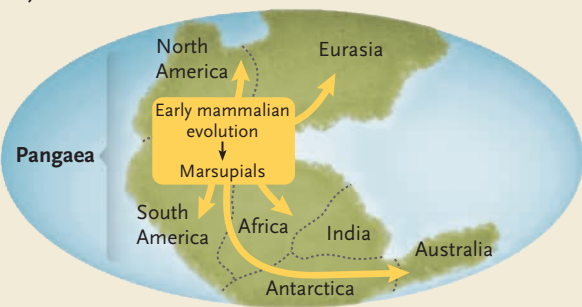 North
America
Eurasia
Early mammalian
evolution
Marsupials
Pangaea
South
America
Africa
India
Australia
Antarctica